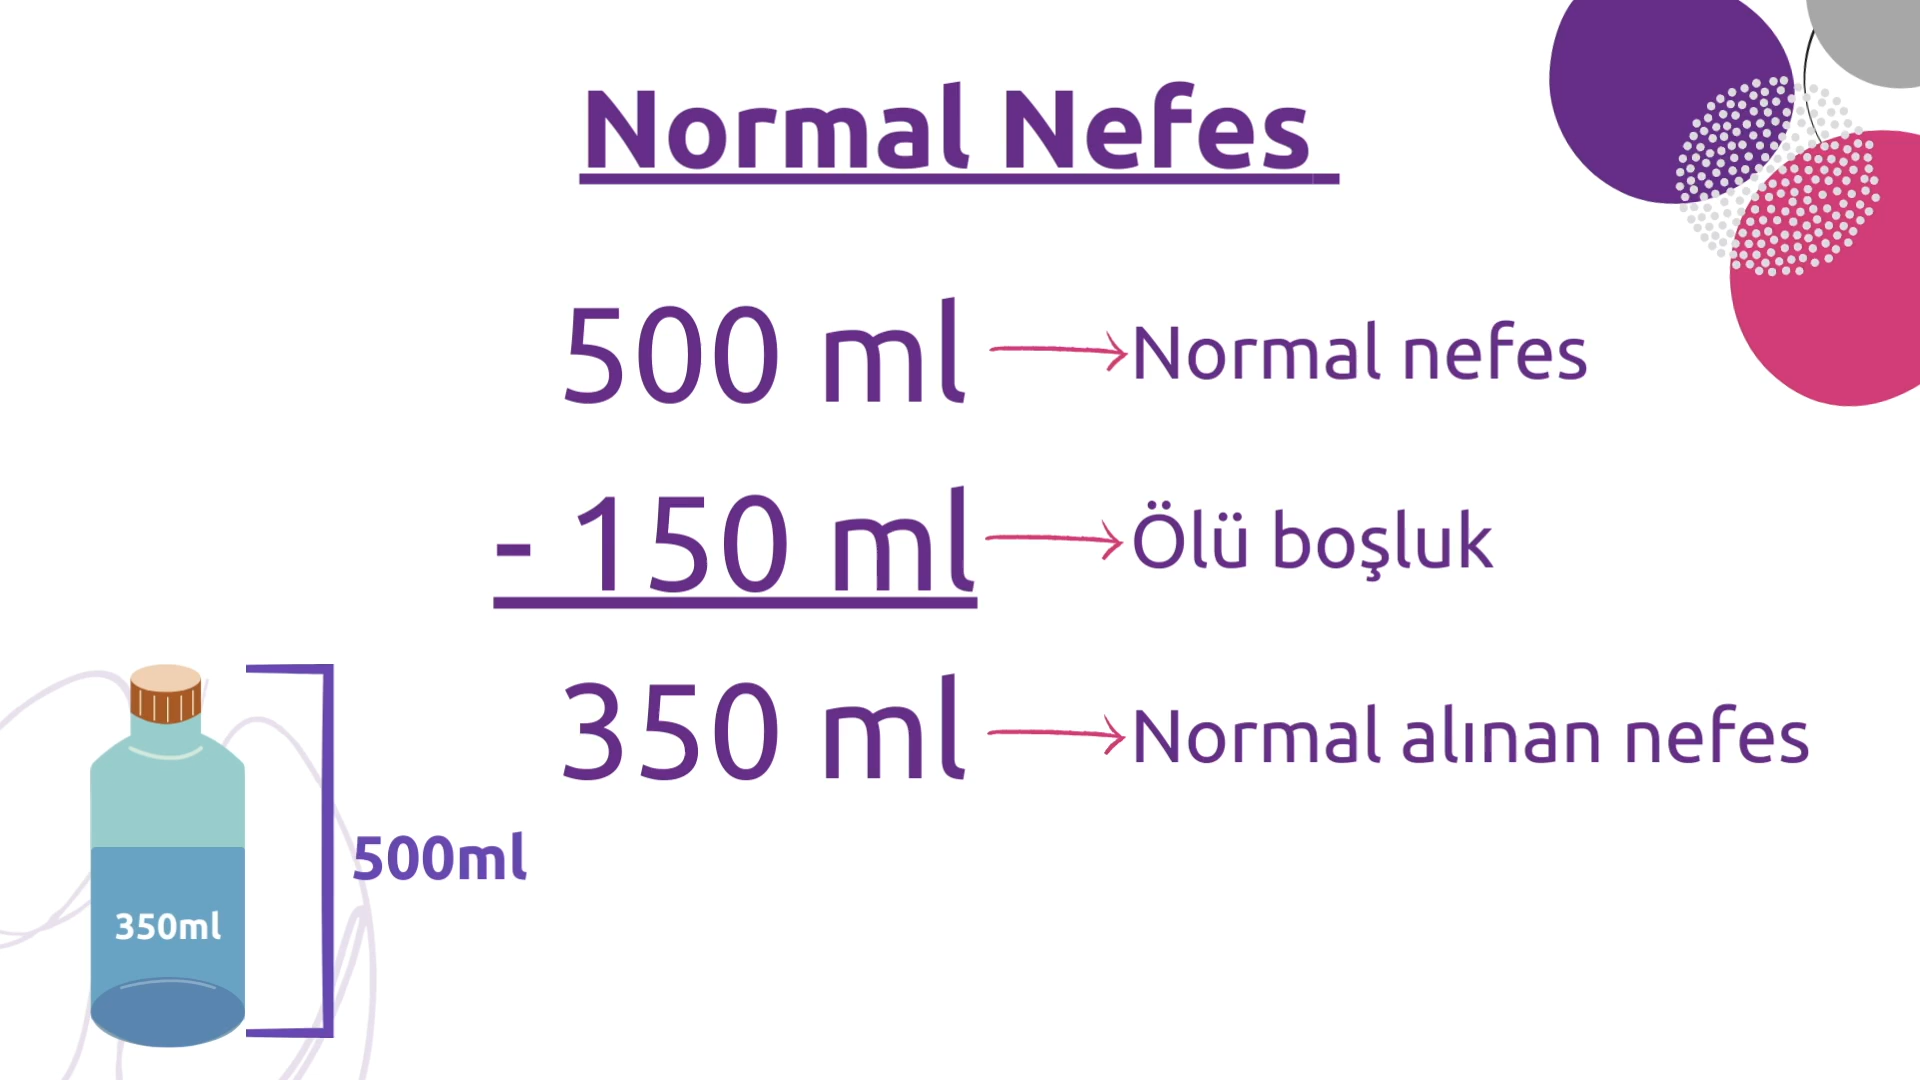 Normal Nefes
500 ml
Normal nefes
- 150 ml
Ölü boşluk
350 ml
Normal alınan nefes
500ml
350ml